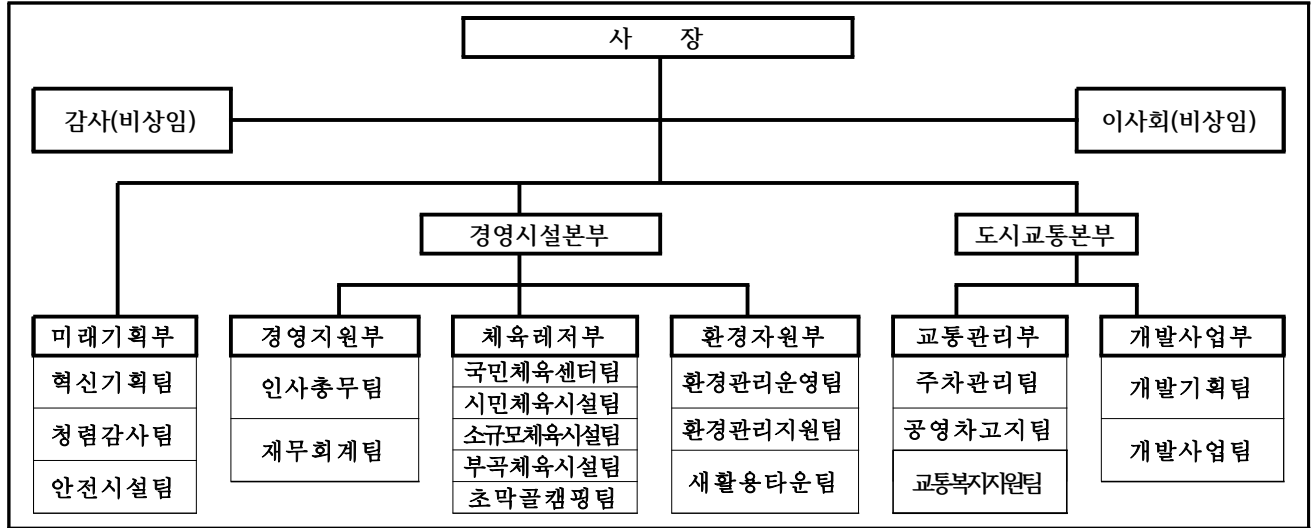 사 장
감사(비상임)
이사회(비상임)
경영시설본부
도시교통본부
미래기획부
경영지원부
체육레저부
환경자원부
교통관리부
개발사업부
혁신기획팀
청렴감사팀
안전시설팀
인사총무팀
재무회계팀
국민체육센터팀
시민체육시설팀
소규모체육시설팀
부곡체육시설팀
초막골캠핑팀
환경관리운영팀
환경관리지원팀
새활용타운팀
주차관리팀
공영차고지팀
교통복지지원팀
개발기획팀
개발사업팀